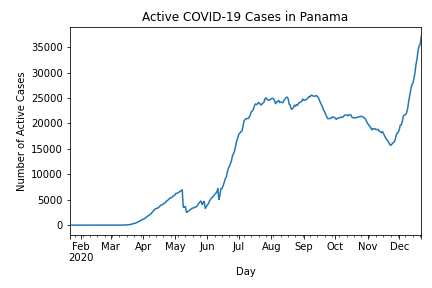 Active COVID-19 Cases in Panama
Number of Active Cases
35000
30000
25000
20000
15000
10000
5000
0
Feb Mar Apr May Jun Jul Aug Sep Oct Nov Dec
2020
Day